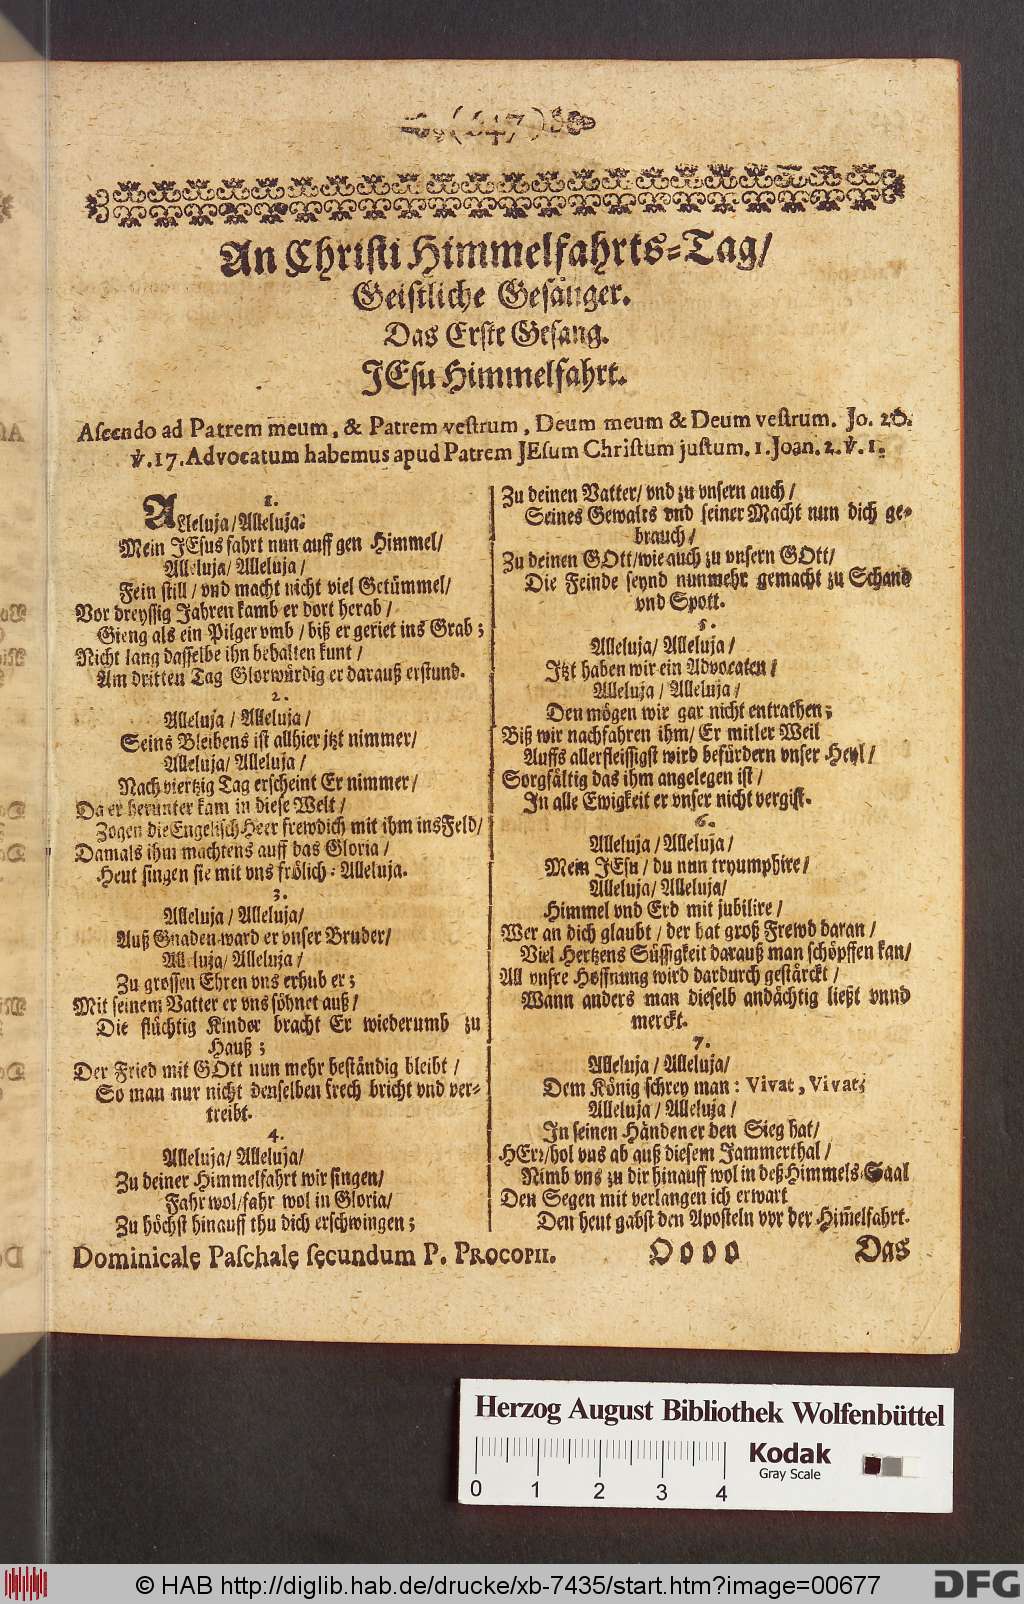 (647)
An Christi Himmelfahrts-Tag/
Geistliche Gesänger.
Das Erste Gesang.
JEsu Himmelfahrt.
Ascendo ad Patrem meum, & Patrem vestrum, Deum meum & Deum vestrum. Jo. 20.
℣.17. Advocatum habemus apud Patrem JEsum Christum justum. 1. Joan. 2. ℣. 1.
1.
ALleluja/ Alleluja:
Mein JEsus fahrt nun auff gen Himmel/
Alleluja/ Alleluja/
Fein still/ vnd macht nicht viel Getümmel/
Vor dreyssig Jahren kamb er dort herab/
Gieng als ein Pilger vmb/ biß er geriet ins Grab;
Nicht lang dasselbe ihn behalten kunt/
Am dritten Tag Glorwürdig er darauß erstund.
2.
Alleluja/ Alleluja/
Seins Bleibens ist allhier jtzt nimmer/
Alleluja/ Alleluja/
Nach viertzig Tag erscheint Er nimmer/
Da er herunter kam in diese Welt/
Zogen die Engelisch Heer frewdich mit ihm ins Feld/
Damals ihm machtens auff das Gloria/
Heut singen sie mit vns frölich: Alleluja.
3.
Alleluja/ Alleluja/
Auß Gnaden ward er vnser Bruder/
Alleluja/ Alleluja/
Zu grossen Ehren vns erhub er;
Mit seinem Vatter er vns söhnet auß/
Die flüchtig Kinder bracht Er wiederumb zu
Hauß;
Der Fried mit GOtt nun mehr beständig bleibt/
So man nur nicht denselben frech bricht vnd ver-
treibt.
4.
Alleluja/ Alleluja/
Zu deiner Himmelfahrt wir singen/
Fahr wol/ fahr wol in Gloria/
Zu höchst hinauff thu dich erschwingen;
Zu deinen Vatter/ vnd zu vnsern auch/
Seines Gewalts vnd seiner Macht nun dich ge-
brauch/
Zu deinen GOtt/ wie auch zu vnsern GOtt/
Die Feinde seynd nunmehr gemacht zu Schand
vnd Spott.
5.
Alleluja/ Alleluja/
Jtzt haben wir ein Advocaten/
Alleluja/ Alleluja/
Den mögen wir gar nicht entrathen;
Biß wir nachfahren ihm/ Er mitler Weil
Auffs allerfleissigst wird befürdern vnser Heyl/
Sorgfältig das ihm angelegen ist/
In alle Ewigkeit er vnser nicht vergist.
6.
Alleluja/ Alleluja/
Mein JEsu/ du nun tryumphire/
Alleluja/ Alleluja/
Himmel vnd Erd mit jubilire/
Wer an dich glaubt/ der hat groß Frewd daran/
Viel Hertzens Süssigkeit darauß man schöpffen kan/
All vnsre Hoffnung wird dardurch gestärckt/
Wann anders man dieselb andächtig ließt vnnd
merckt.
7.
Alleluja/ Alleluja/
Dem König schrey man: Vivat, Vivat;
Alleluja/ Alleluja/
In seinen Händen er den Sieg hat/
HErr/ hol vns ab auß diesem Jammerthal/
Nimb vns zu dir hinauff wol in deß Himmels Saal
Den Segen mit verlangen ich erwart
Den heut gabst den Aposteln vor der Him̃elfahrt.
Dominicalę Paschalę sęcundum P. PROCOPII.
Oooo
Das
Herzog August Bibliothek Wolfenbüttel
Kodak
Gray Scale
0 1 2 3 4
© HAB http://diglib.hab.de/drucke/xb-7435/start.htm?image=00677
DFG